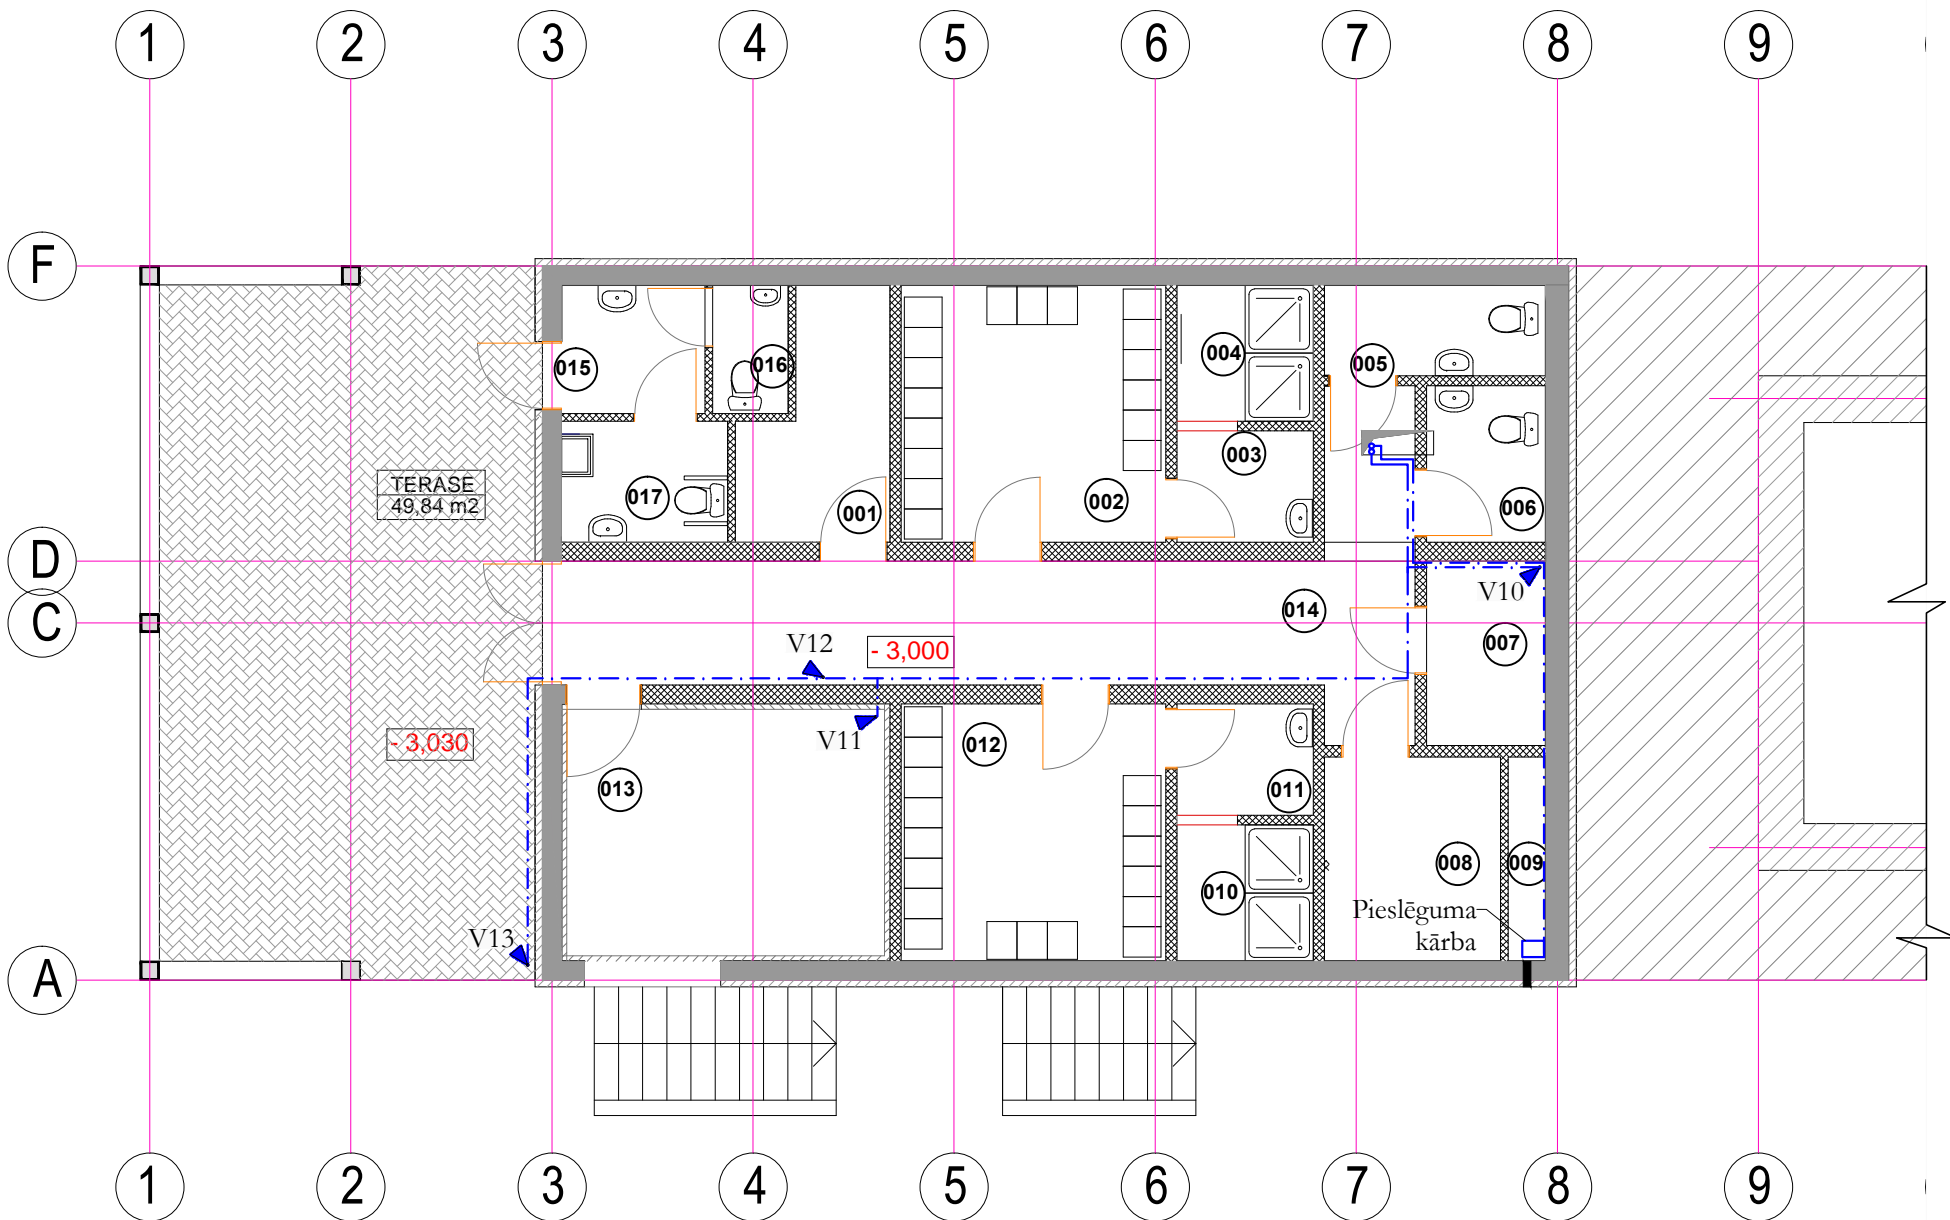 1 2 3 4 5 6 7 8 9
F
015 016 004 005
003
TERASE
49,84 m2
017 001 002 006
D
V10
C
014
007
V12
- 3,000
V11
- 3,030
012
013 011
008 009
010
Pieslēguma
kārba
V13
A
1 2 3 4 5 6 7 8 9